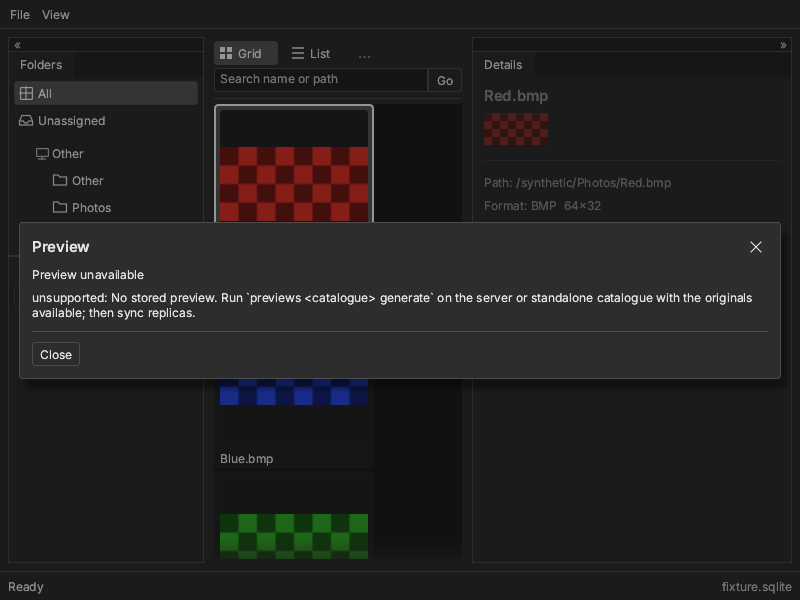 File View
«
Folders
All
Unassigned
Other
Other
Photos
Grid List ...
Search name or path Go
»
Details
Red.bmp
Path: /synthetic/Photos/Red.bmp
Format: BMP 64×32
Preview
Preview unavailable
unsupported: No stored preview. Run `previews <catalogue> generate` on the server or standalone catalogue with the originals
available; then sync replicas.
Close
Blue.bmp
Ready
fixture.sqlite